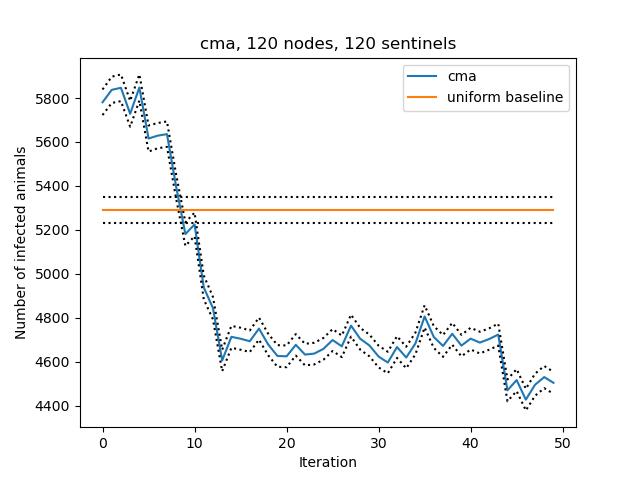 cma, 120 nodes, 120 sentinels
cma
uniform baseline
Number of infected animals
5800
5600
5400
5200
5000
4800
4600
4400
0 10 20 30 40 50
Iteration